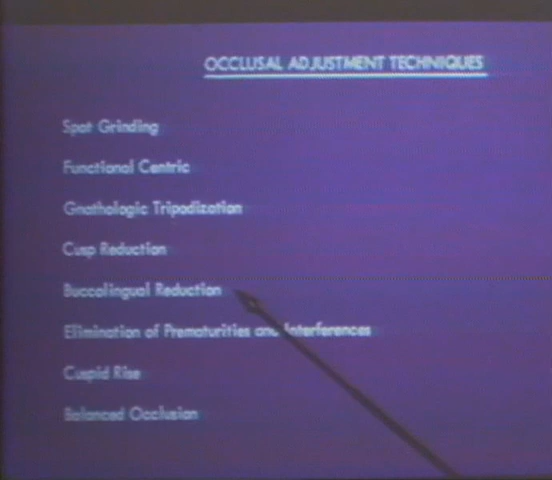 OCCLUSAL ADJUSTMENT TECHNIQUES
Spot Grinding
Functional Centric
Gnathologic Tripodization
Cusp Reduction
Buccolingual Reduction
Elimination of Prematurities and Interferences
Cuspid Rise
Balanced Occlusion